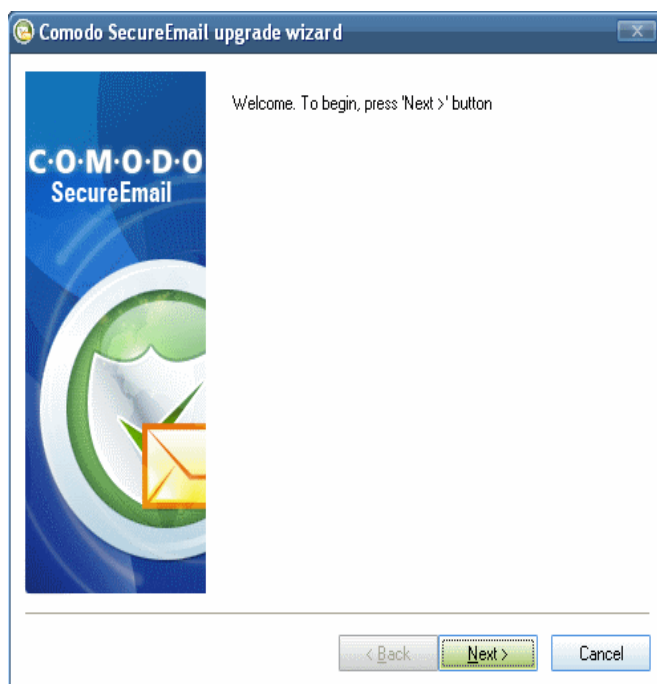 Comodo SecureEmail upgrade wizard
Welcome. To begin, press 'Next >' button
C·O·M·O·D·O
SecureEmail
< Back
Next >
Cancel